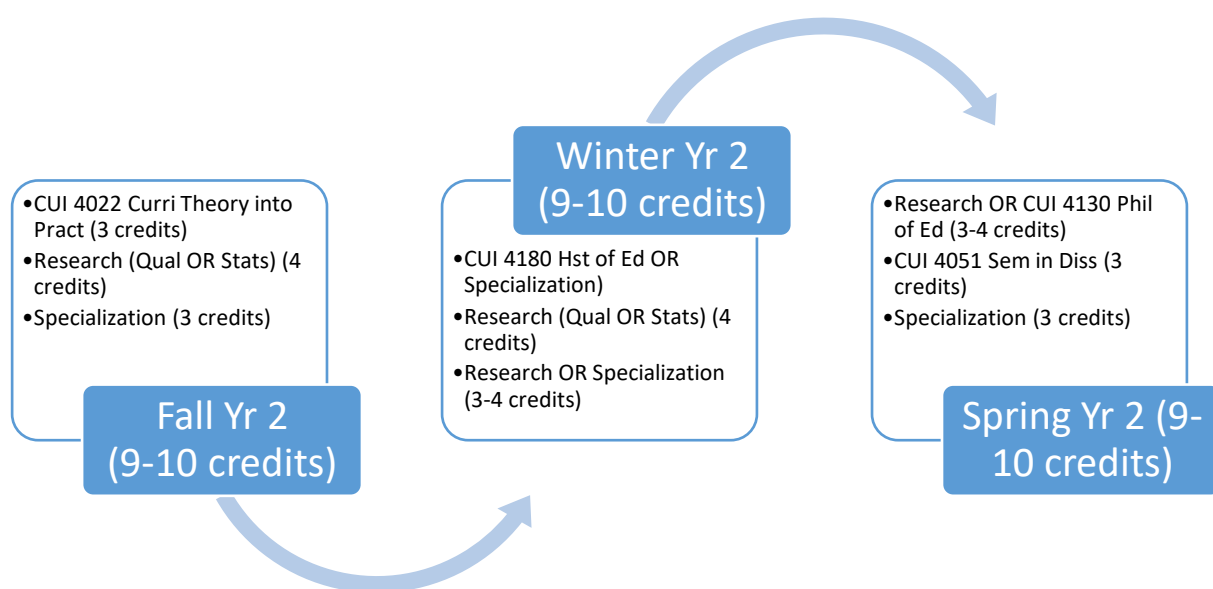 •CUI 4022 Curri Theory into
Pract (3 credits)
•Research (Qual OR Stats) (4
credits)
•Specialization (3 credits)
Fall Yr 2
(9-10 credits)
Winter Yr 2
(9-10 credits)
•CUI 4180 Hst of Ed OR
Specialization)
•Research (Qual OR Stats) (4
credits)
•Research OR Specialization
(3-4 credits)
•Research OR CUI 4130 Phil
of Ed (3-4 credits)
•CUI 4051 Sem in Diss (3
credits)
•Specialization (3 credits)
Spring Yr 2 (9-
10 credits)